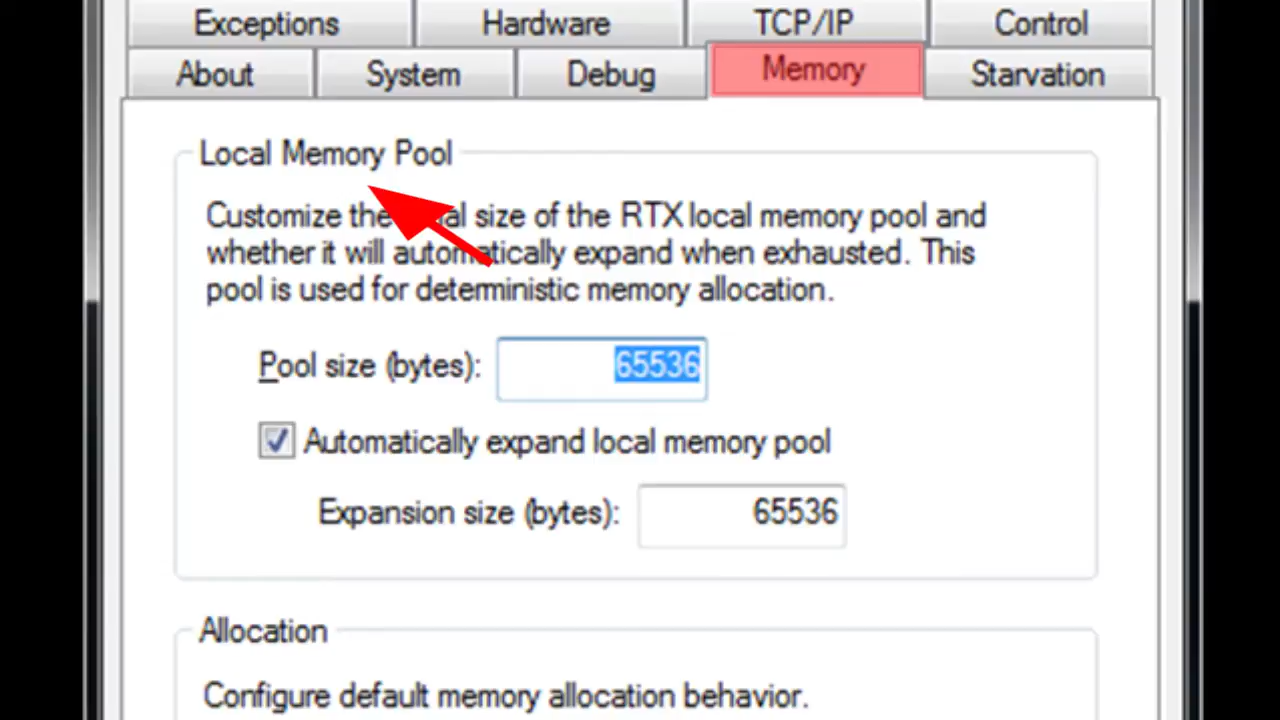 Exceptions Hardware TCP/IP Control
About System Debug Memory Starvation
Local Memory Pool
Customize the size of the RTX local memory pool and
whether it will automatically expand when exhausted. This
pool is used for deterministic memory allocation.
Pool size (bytes): 65536
Automatically expand local memory pool
Expansion size (bytes): 65536
Allocation
Configure default memory allocation behavior.